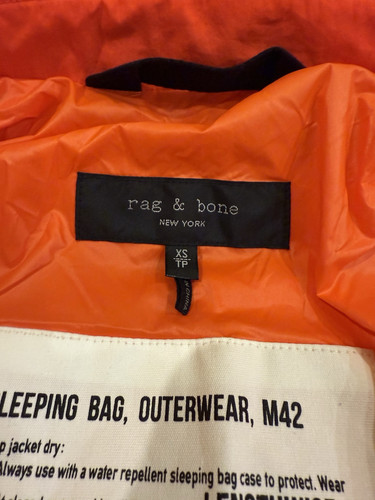 rag & bone
NEW YORK
XS
TP
CHINA
LEEPING BAG, OUTERWEAR, M42
p jacket dry:
Always use with a water repellent sleeping bag case to protect. Wear